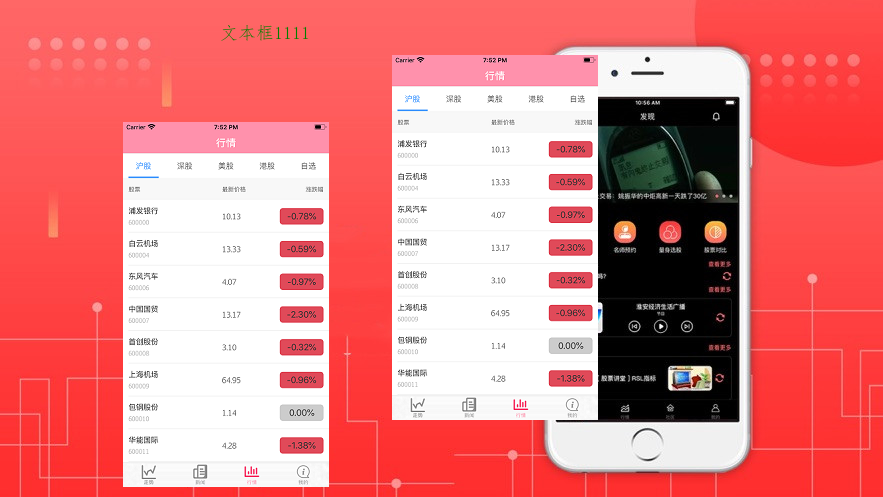 文本框1111
Carrier 7:52 PM
行情
沪股 深股 美股 港股 自选
股票 最新价格 涨跌幅
浦发银行 10.13 -0.78%
600000
白云机场 13.33 -0.59%
600004
东风汽车 4.07 -0.97%
600006
中国国贸 13.17 -2.30%
600007
首创股份 3.10 -0.32%
600008
上海机场 64.95 -0.96%
600009
包钢股份 1.14 0.00%
600010
华能国际 4.28 -1.38%
600011
走势 新闻 行情 我的
Carrier 7:52 PM
行情
沪股 深股 美股 港股 自选
股票 最新价格 涨跌幅
浦发银行 10.13 -0.78%
600000
白云机场 13.33 -0.59%
600004
东风汽车 4.07 -0.97%
600006
中国国贸 13.17 -2.30%
600007
首创股份 3.10 -0.32%
600008
上海机场 64.95 -0.96%
600009
包钢股份 1.14 0.00%
600010
华能国际 4.28 -1.38%
600011
走势 新闻 行情 我的
10:56 AM
发现
交易：姚振华的中炬高新一天跌了30亿
名师预约 量身选股 股票对比
查看更多
吗?
查看更多
淮安经济生活广播
节目
查看更多
【股票讲堂】RSL指标
我的